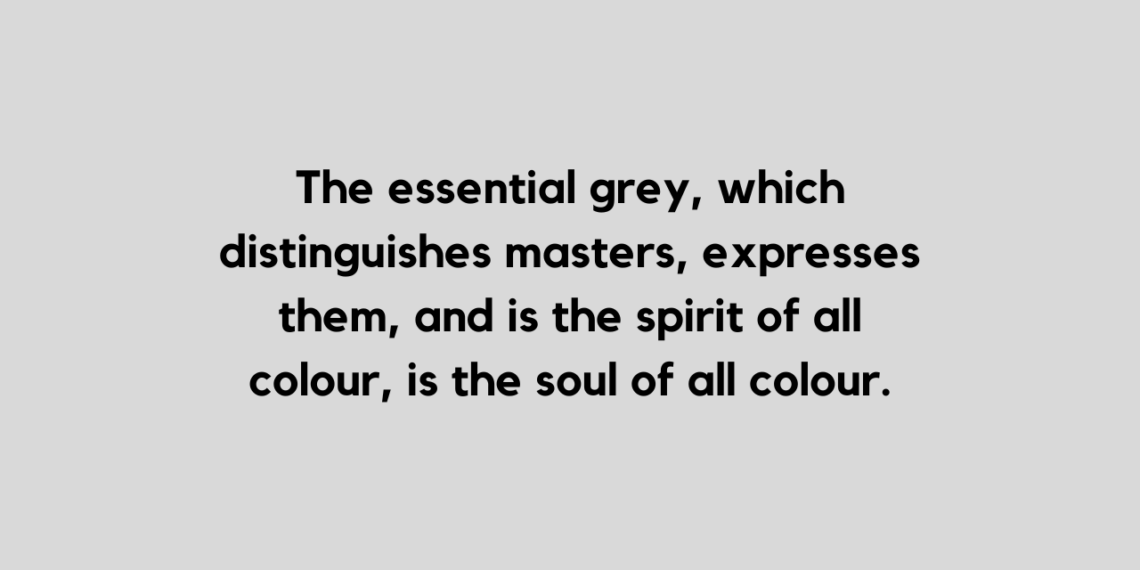 The essential grey, which
distinguishes masters, expresses
them, and is the spirit of all
colour, is the soul of all colour.